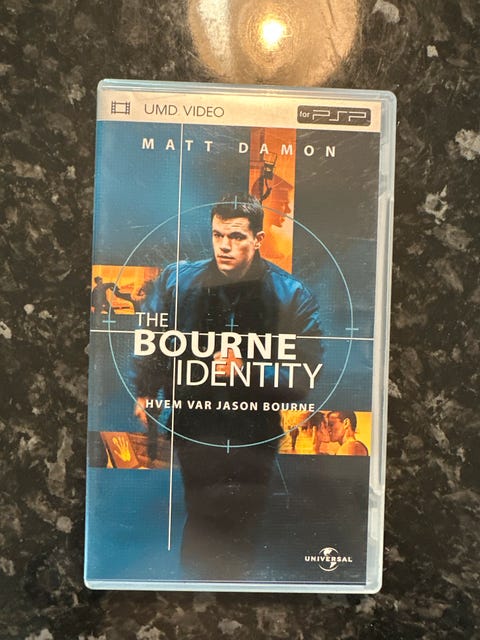 UMD VIDEO
for PSP
MATT DAMON
THE
BOURNE
IDENTITY
HVEM VAR JASON BOURNE
UNIVERSAL